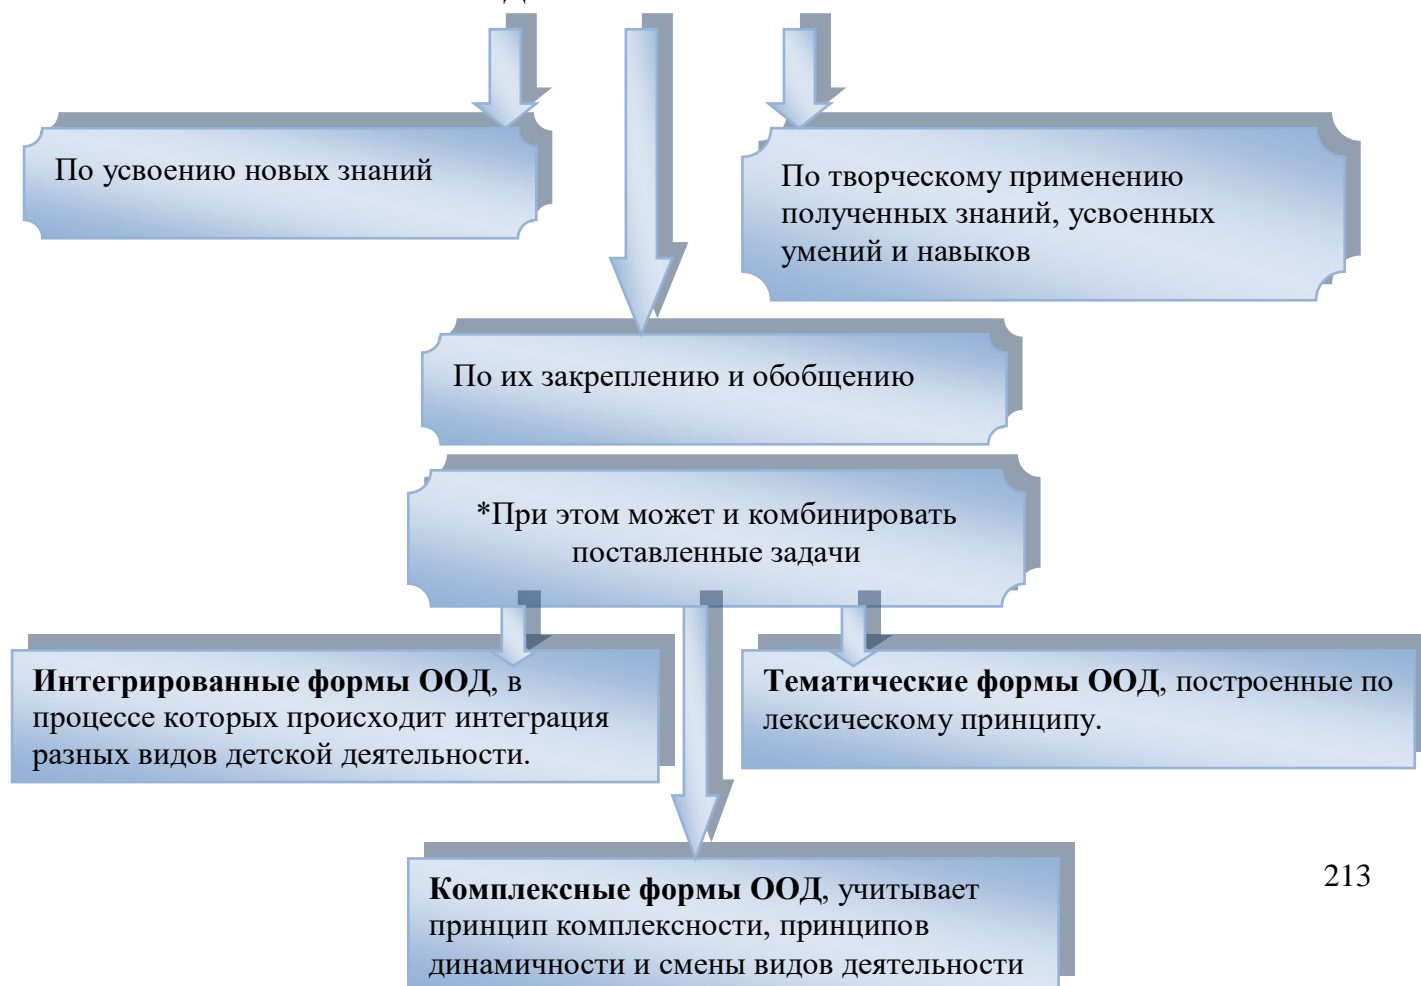 По усвоению новых знаний
По творческому применению
полученных знаний, усвоенных
умений и навыков
По их закреплению и обобщению
*При этом может и комбинировать
поставленные задачи
Интегрированные формы ООД, в
процессе которых происходит интеграция
разных видов детской деятельности.
Тематические формы ООД, построенные по
лексическому принципу.
Комплексные формы ООД, учитывает
принцип комплексности, принципов
динамичности и смены видов деятельности
213